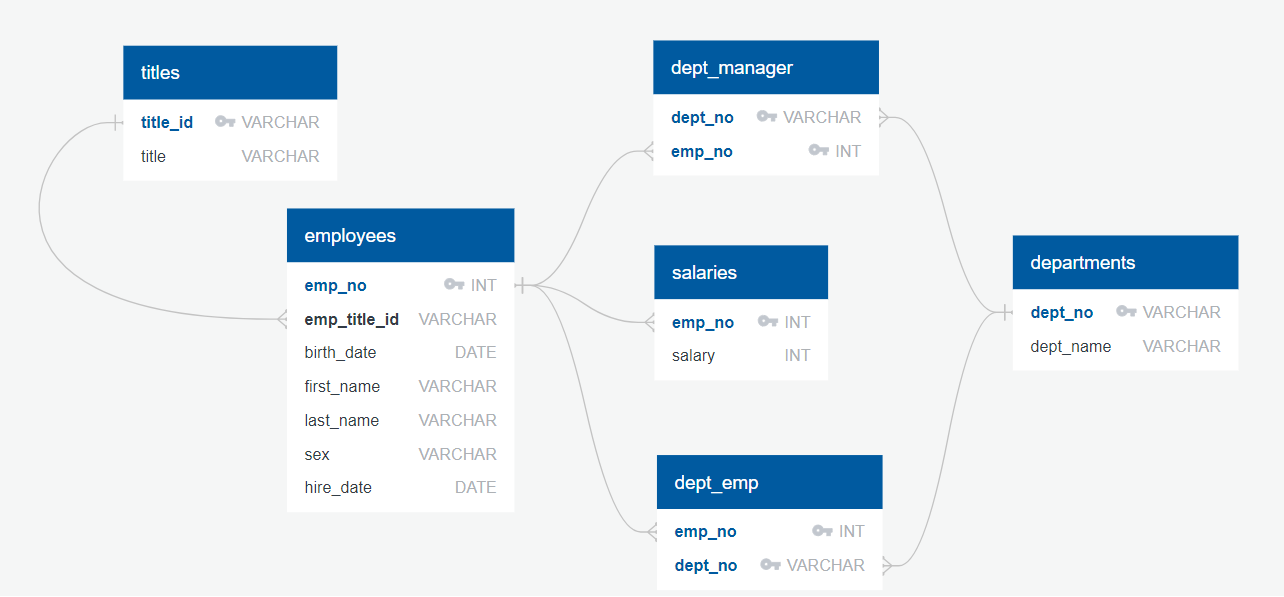 titles
title_id VARCHAR
title VARCHAR
employees
emp_no INT
emp_title_id VARCHAR
birth_date DATE
first_name VARCHAR
last_name VARCHAR
sex VARCHAR
hire_date DATE
dept_manager
dept_no VARCHAR
emp_no INT
salaries
emp_no INT
salary INT
dept_emp
emp_no INT
dept_no VARCHAR
departments
dept_no VARCHAR
dept_name VARCHAR